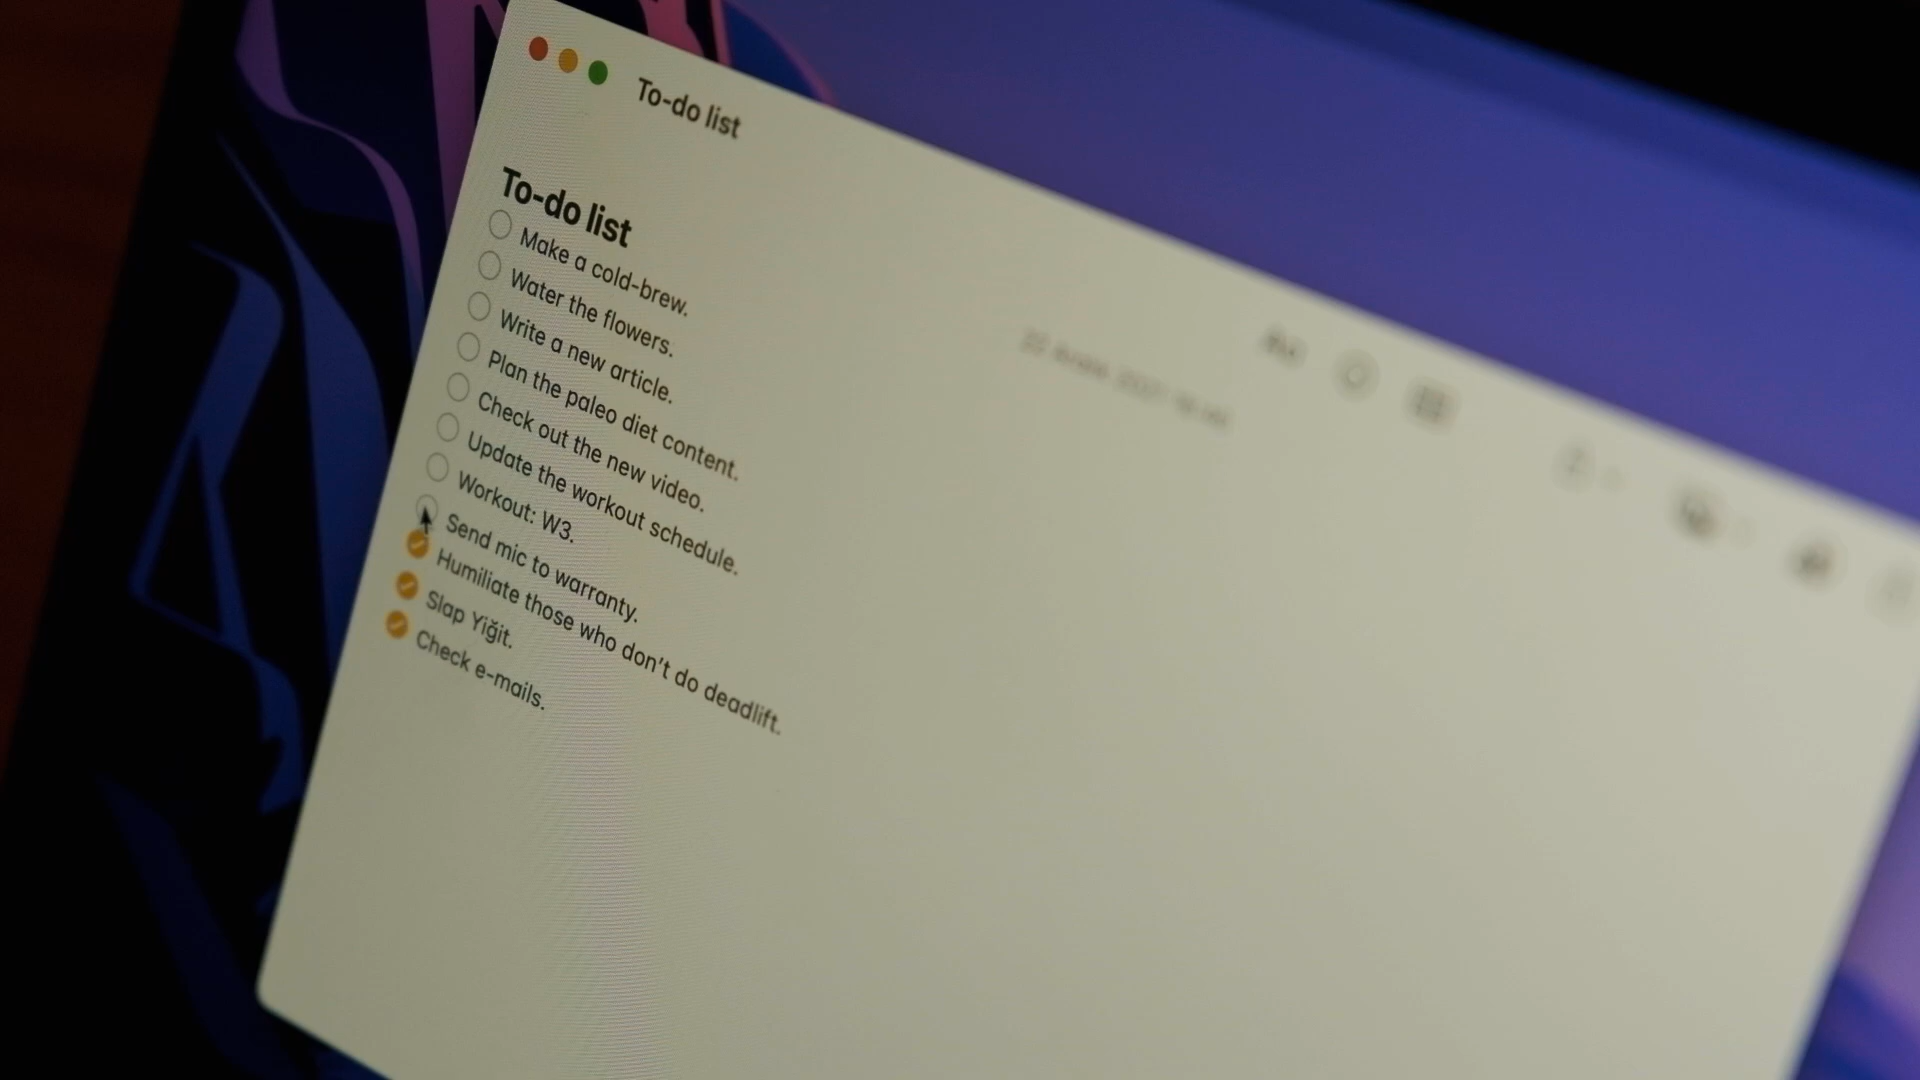 To-do list
To-do list
Make a cold-brew.
Water the flowers.
Write a new article.
Plan the paleo diet content.
Check out the new video.
Update the workout schedule.
Workout: W3.
Send mic to warranty.
Humiliate those who don't do deadlift.
Slap Yiğit.
Check e-mails.
Aa